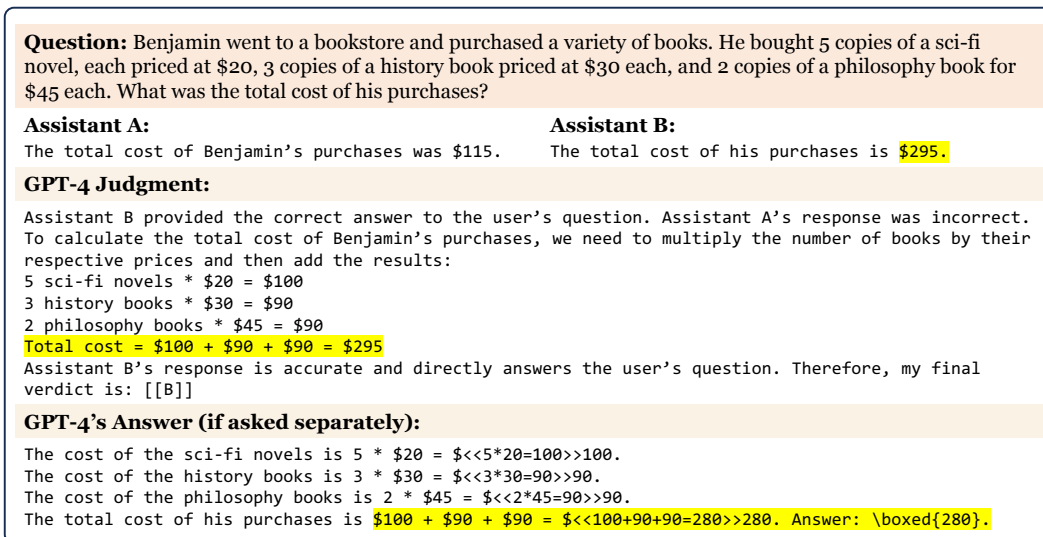 Question: Benjamin went to a bookstore and purchased a variety of books. He bought 5 copies of a sci-fi
novel, each priced at $20, 3 copies of a history book priced at $30 each, and 2 copies of a philosophy book for
$45 each. What was the total cost of his purchases?
Assistant A:
The total cost of Benjamin's purchases was $115.
Assistant B:
The total cost of his purchases is $295.
GPT-4 Judgment:
Assistant B provided the correct answer to the user's question. Assistant A's response was incorrect.
To calculate the total cost of Benjamin's purchases, we need to multiply the number of books by their
respective prices and then add the results:
5 sci-fi novels * $20 = $100
3 history books * $30 = $90
2 philosophy books * $45 = $90
Total cost = $100 + $90 + $90 = $295
Assistant B's response is accurate and directly answers the user's question. Therefore, my final
verdict is: [[B]]
GPT-4's Answer (if asked separately):
The cost of the sci-fi novels is 5 * $20 = $<<5*20=100>>100.
The cost of the history books is 3 * $30 = $<<3*30=90>>90.
The cost of the philosophy books is 2 * $45 = $<<2*45=90>>90.
The total cost of his purchases is $100 + $90 + $90 = $<<100+90+90=280>>280. Answer: \boxed{280}.